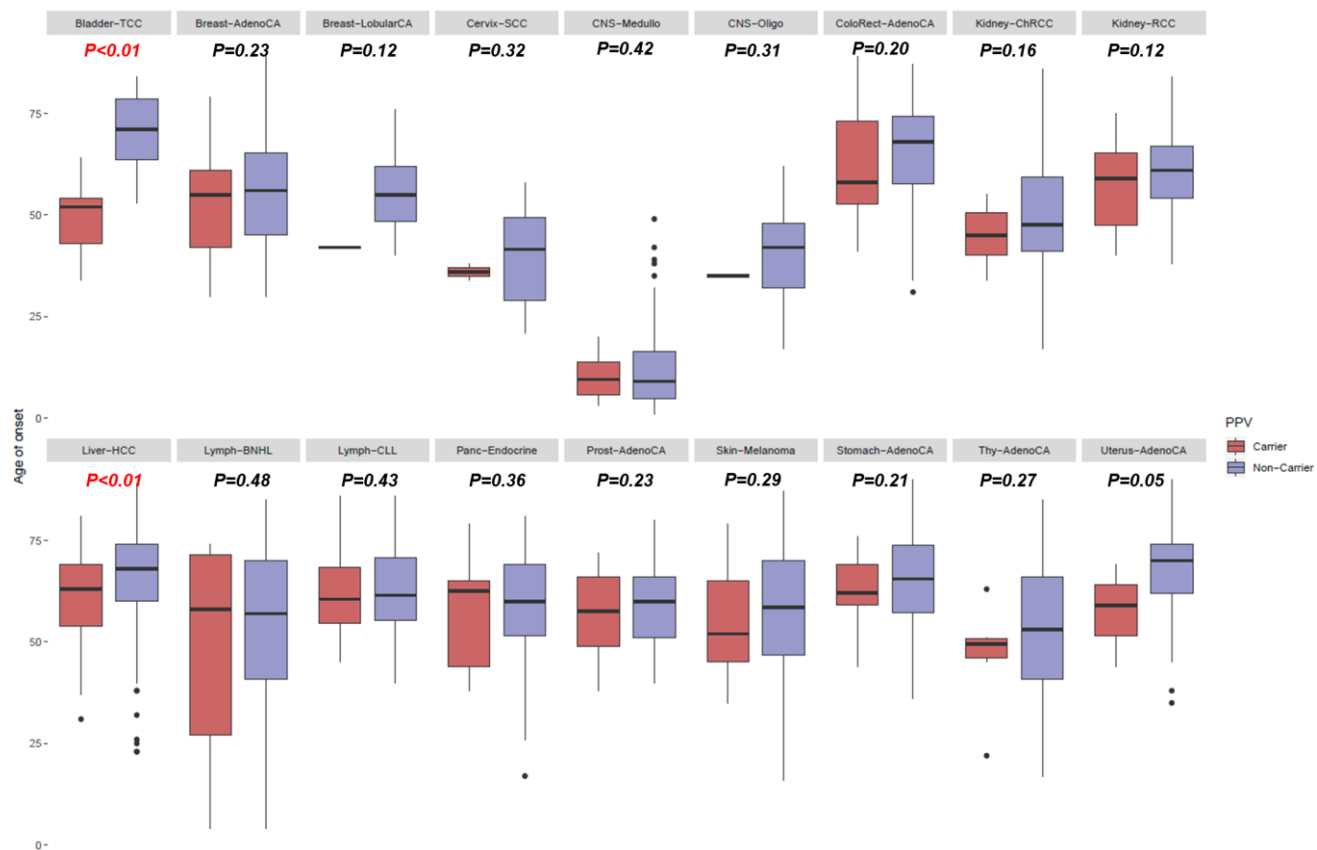 Bladder−TCC Breast−AdenoCA Breast−LobularCA Cervix−SCC CNS−Medullo CNS−Oligo ColoRect−AdenoCA Kidney−ChRCC Kidney−RCC
P<0.01 P=0.23 P=0.12 P=0.32 P=0.42 P=0.31 P=0.20 P=0.16 P=0.12
75
50
25
0
Age of onset
Liver−HCC Lymph−BNHL Lymph−CLL Panc−Endocrine Prost−AdenoCA Skin−Melanoma Stomach−AdenoCA Thy−AdenoCA Uterus−AdenoCA
P<0.01 P=0.48 P=0.43 P=0.36 P=0.23 P=0.29 P=0.21 P=0.27 P=0.05
75
50
25
0
PPV
Carrier
Non−Carrier